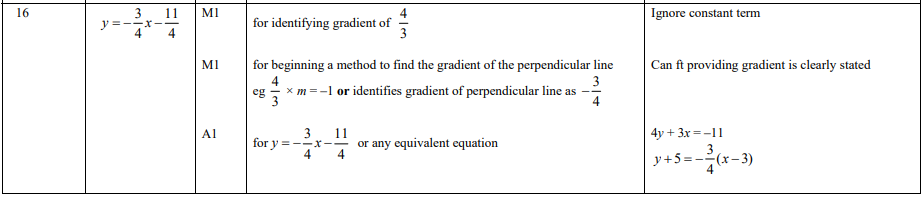 16
y = −3/4 x − 11/4
M1
for identifying gradient of 4/3
Ignore constant term
M1
for beginning a method to find the gradient of the perpendicular line
eg 4/3 × m = −1 or identifies gradient of perpendicular line as −3/4
Can ft providing gradient is clearly stated
A1
for y = −3/4 x − 11/4 or any equivalent equation
4y + 3x = −11
y + 5 = −3/4 (x − 3)